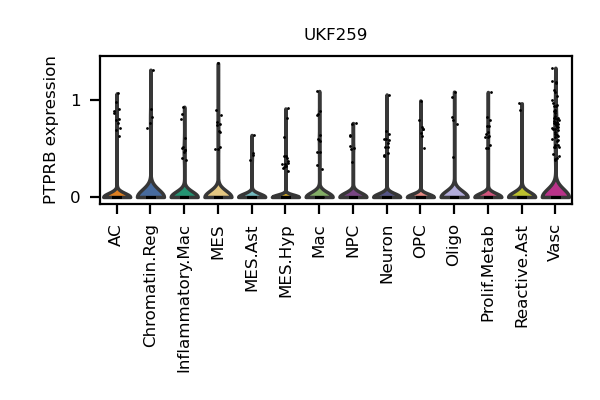 UKF259
PTPRB expression
1
0
AC
Chromatin.Reg
Inflammatory.Mac
MES
MES.Ast
MES.Hyp
Mac
NPC
Neuron
OPC
Oligo
Prolif.Metab
Reactive.Ast
Vasc